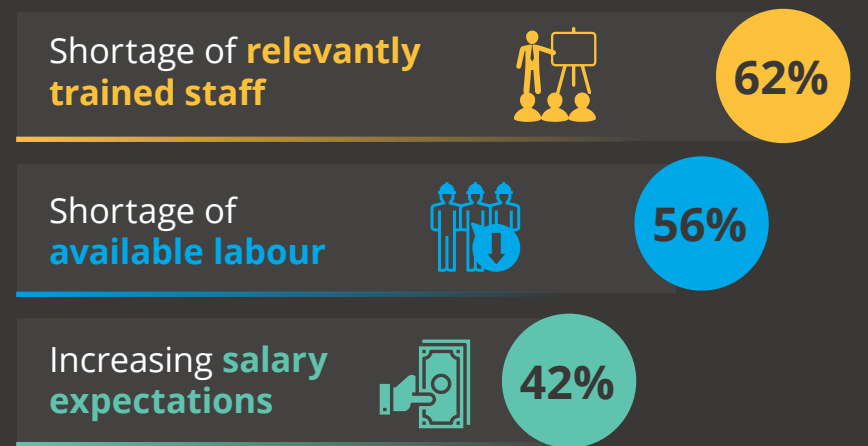 Shortage of relevantly
trained staff
62%
Shortage of
available labour
56%
Increasing salary
expectations
42%